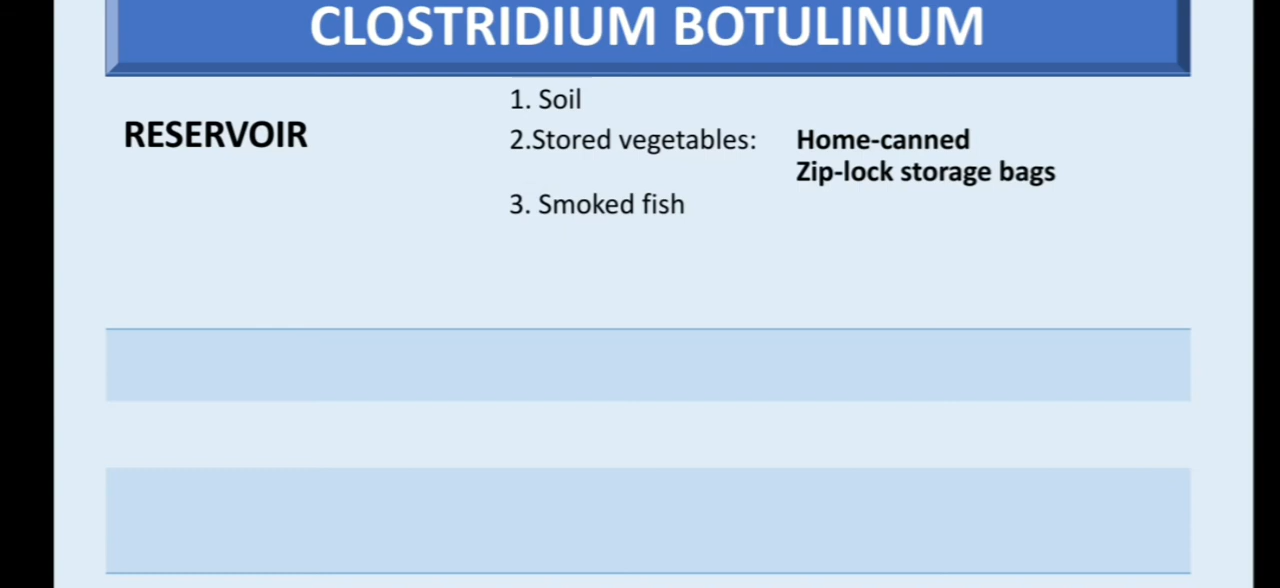 CLOSTRIDIUM BOTULINUM
RESERVOIR
1. Soil
2.Stored vegetables: Home-canned
Zip-lock storage bags
3. Smoked fish